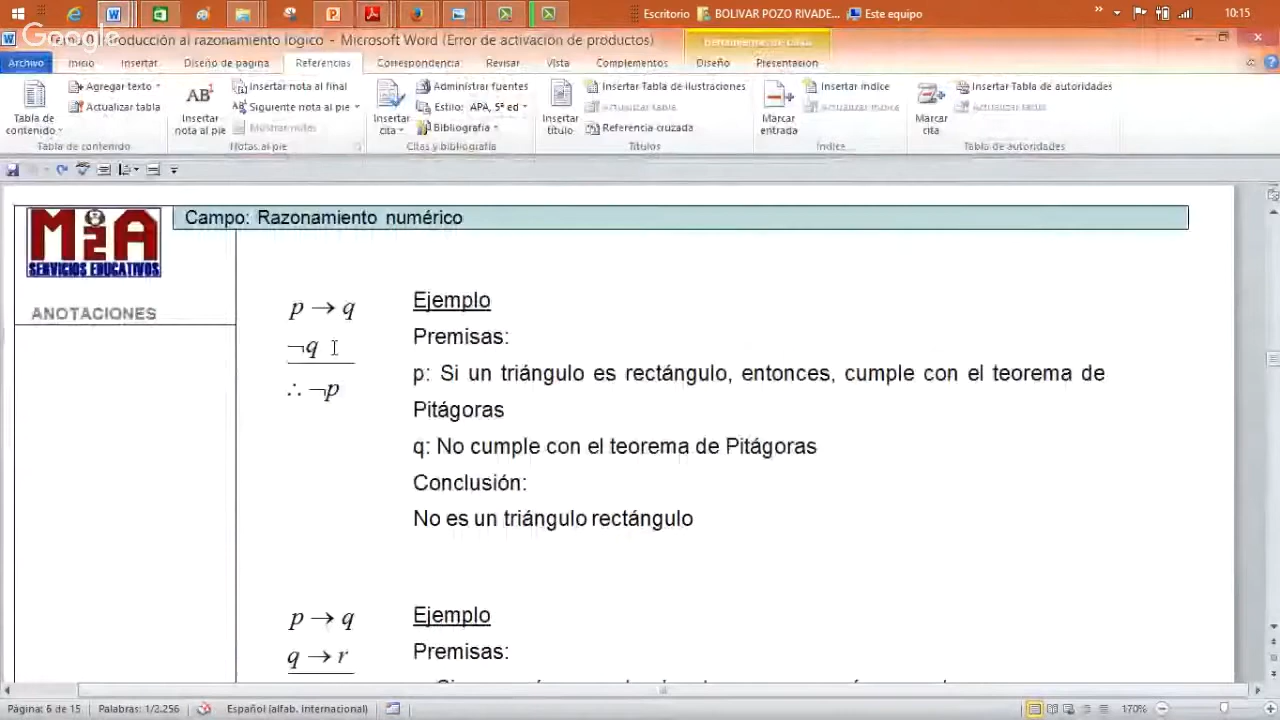 Escritorio BOLIVAR POZO RIVADE... Este equipo » 10:15
Google
roducción al razonamiento lógico - Microsoft Word (Error de activación de productos)
Archivo Inicio Insertar Diseño de página Referencias Correspondencia Revisar Vista Complementos Diseño Presentación
Tabla de contenido
Agregar texto
Actualizar tabla
Tabla de contenido
AB¹
Insertar nota al pie
Insertar nota al final
Siguiente nota al pie
Mostrar notas
Notas al pie
Insertar cita
Administrar fuentes
Estilo: APA, 5ª ed
Bibliografía
Citas y bibliografía
Insertar título
Insertar Tabla de ilustraciones
Actualizar tabla
Referencia cruzada
Títulos
Marcar entrada
Insertar índice
Actualizar índice
Índice
Marcar cita
Insertar Tabla de autoridades
Actualizar tabla
Tabla de autoridades
M2A
SERVICIOS EDUCATIVOS
Campo: Razonamiento numérico
ANOTACIONES
p → q
¬q
∴ ¬p
Ejemplo
Premisas:
p: Si un triángulo es rectángulo, entonces, cumple con el teorema de
Pitágoras
q: No cumple con el teorema de Pitágoras
Conclusión:
No es un triángulo rectángulo
p → q
q → r
Ejemplo
Premisas:
Página: 6 de 15 Palabras: 1/3.256 Español (alfab. internacional) 170%